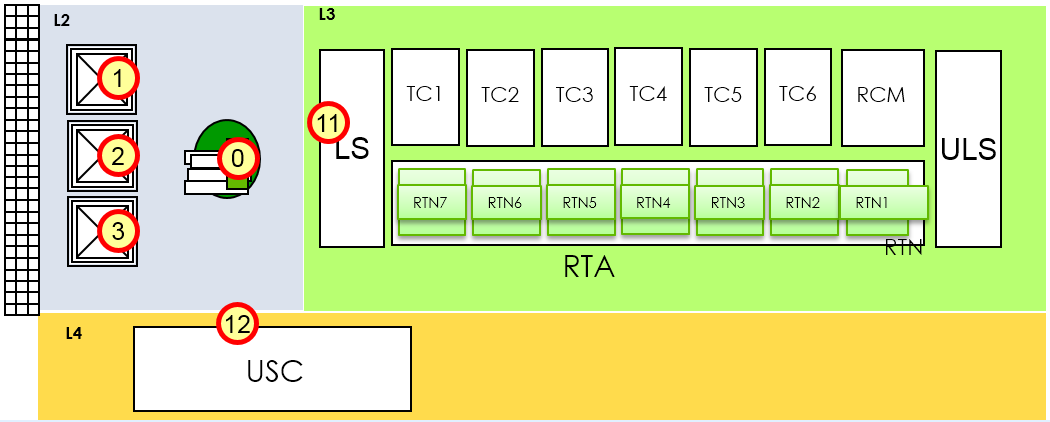 L2
L3
1
2
3
0
11
LS
TC1
TC2
TC3
TC4
TC5
TC6
RCM
ULS
RTN7
RTN6
RTN5
RTN4
RTN3
RTN2
RTN1
RTN
RTA
L4
12
USC